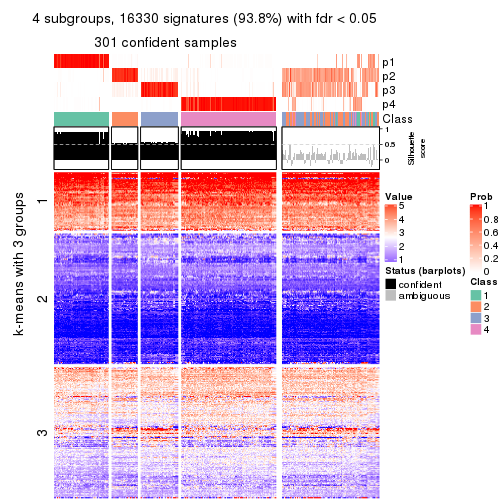 4 subgroups, 16330 signatures (93.8%) with fdr < 0.05
301 confident samples
p1
p2
p3
p4
Class
1
0.5
0
Silhouette
score
k-means with 3 groups
1
2
3
Value
5
4
3
2
1
Status (barplots)
confident
ambiguous
Prob
1
0.8
0.6
0.4
0.2
0
Class
1
2
3
4